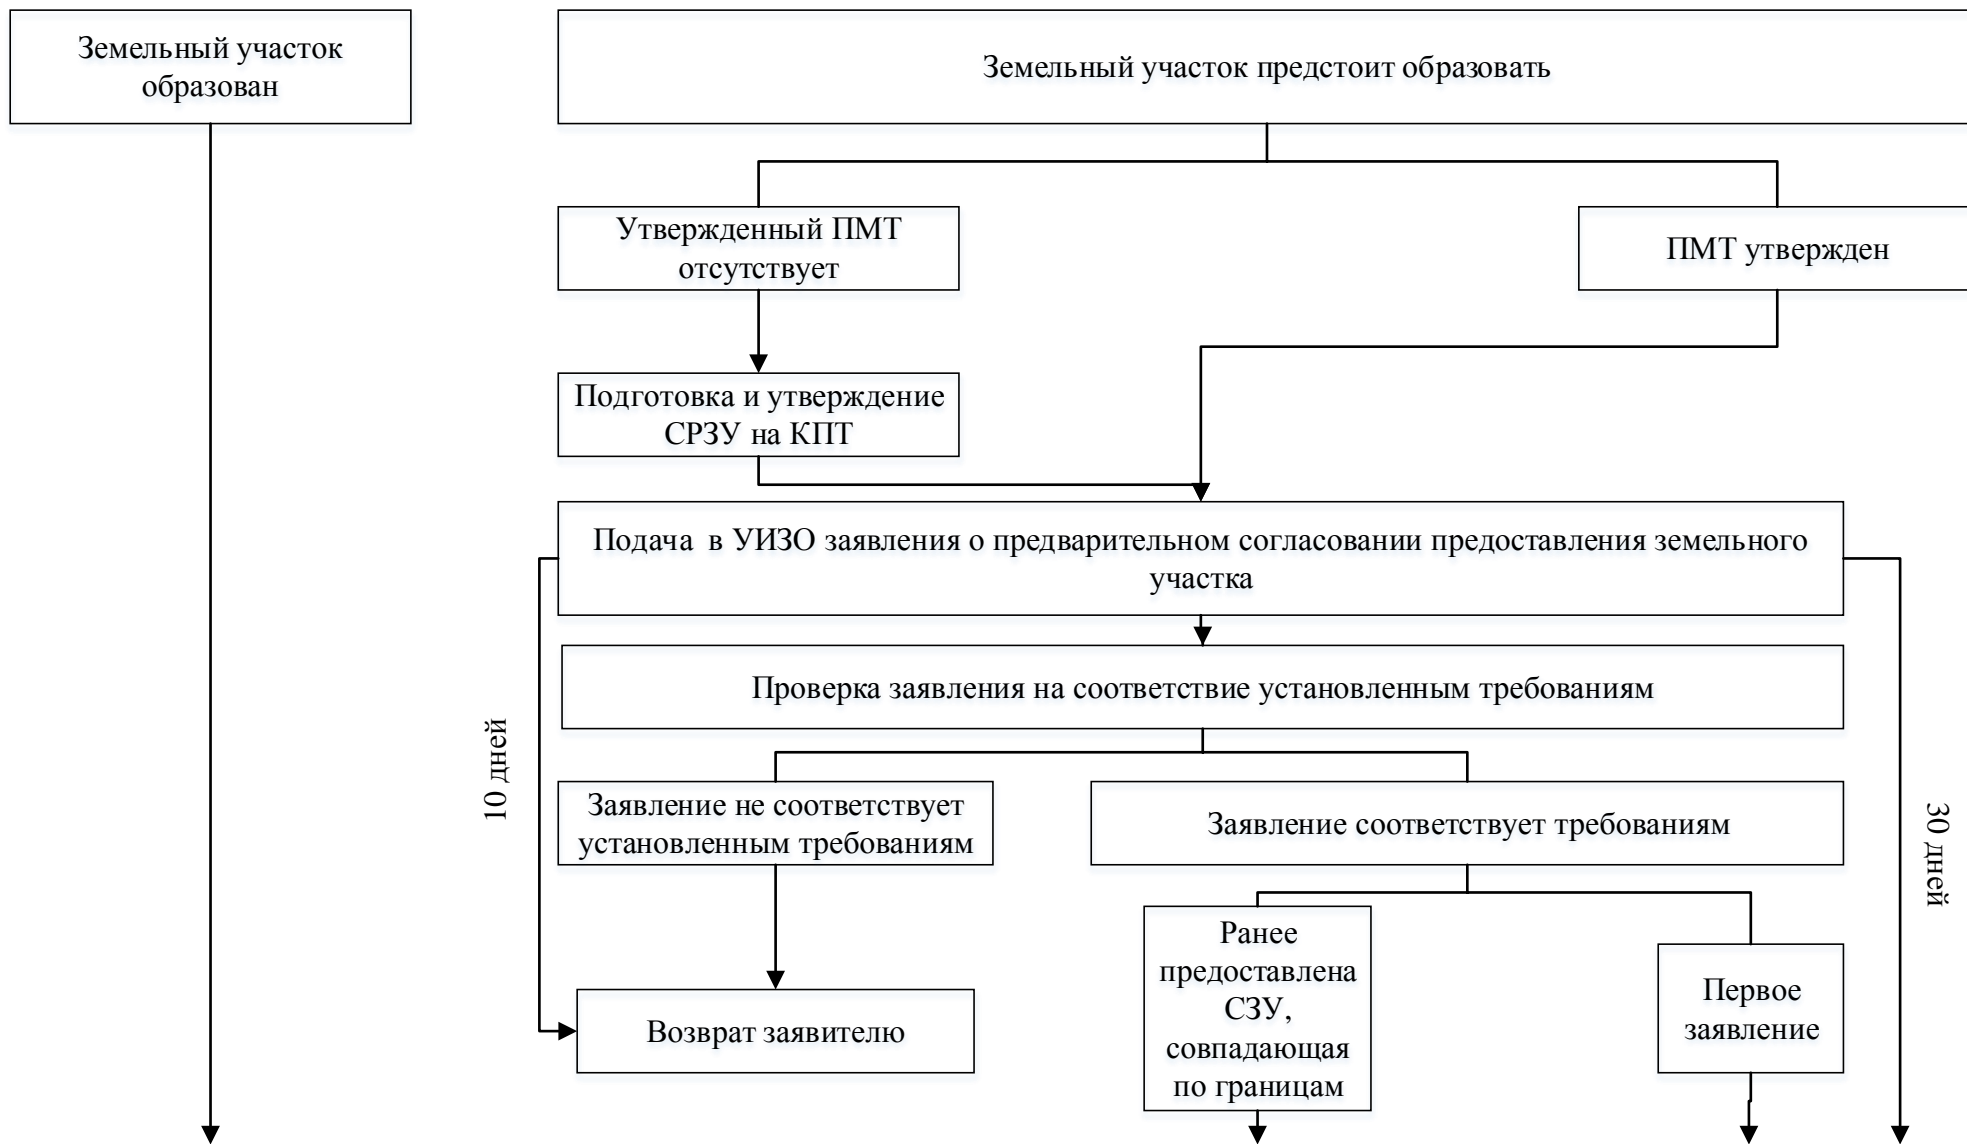 Земельный участок
образован
Земельный участок предстоит образовать
Утвержденный ПМТ
отсутствует
ПМТ утвержден
Подготовка и утверждение
СРЗУ на КПТ
Подача в УИЗО заявления о предварительном согласовании предоставления земельного
участка
Проверка заявления на соответствие установленным требованиям
10 дней
Заявление не соответствует
установленным требованиям
Заявление соответствует требованиям
30 дней
Ранее
предоставлена
СЗУ,
совпадающая
по границам
Первое
заявление
Возврат заявителю